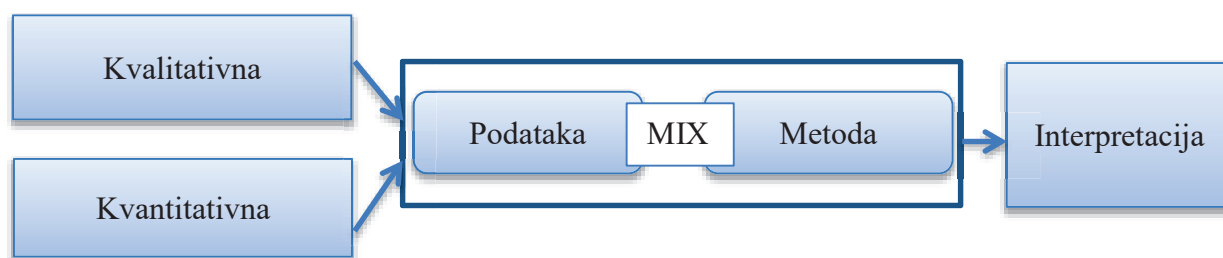 Kvalitativna
Kvantitativna
Podataka
MIX
Metoda
Interpretacija